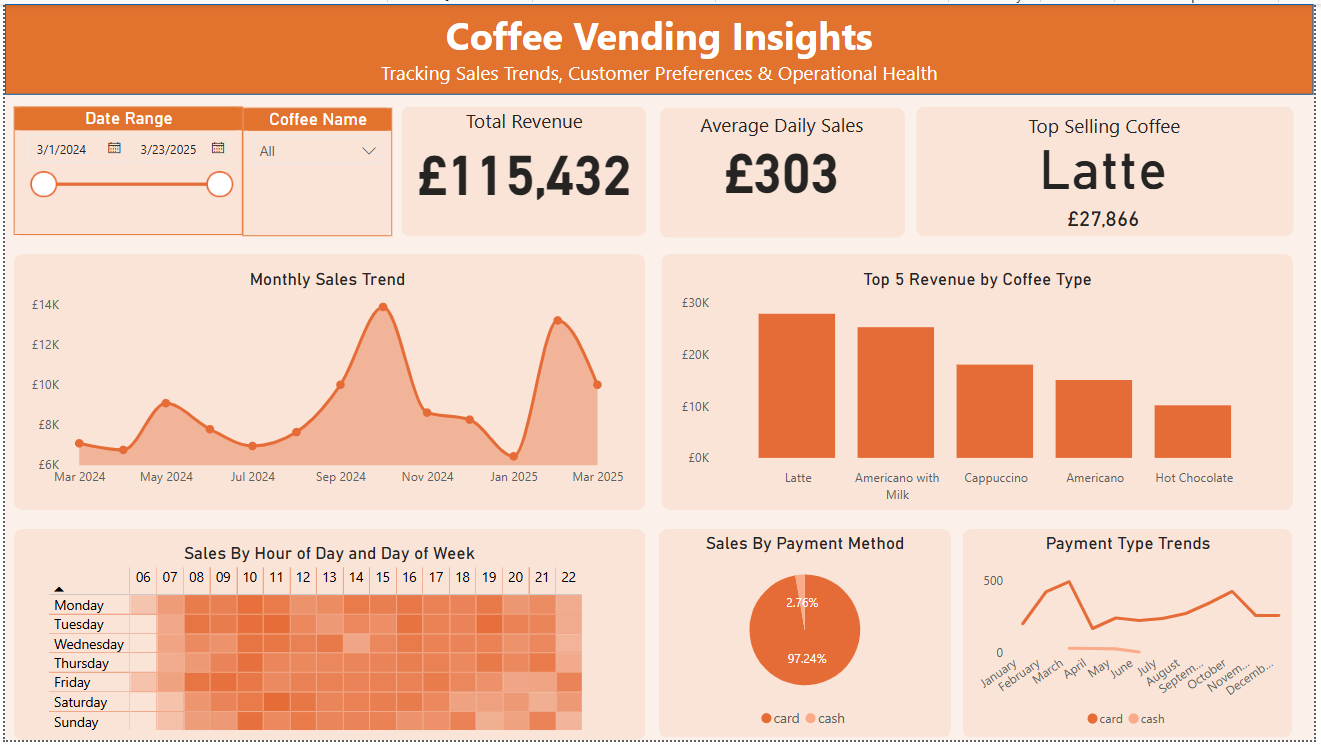 Coffee Vending Insights
Tracking Sales Trends, Customer Preferences & Operational Health
Date Range
3/1/2024 3/23/2025
Coffee Name
All
Total Revenue
£115,432
Average Daily Sales
£303
Top Selling Coffee
Latte
£27,866
Monthly Sales Trend
£14K
£12K
£10K
£8K
£6K
Mar 2024 May 2024 Jul 2024 Sep 2024 Nov 2024 Jan 2025 Mar 2025
Top 5 Revenue by Coffee Type
£30K
£20K
£10K
£0K
Latte
Americano with
Milk
Cappuccino
Americano
Hot Chocolate
Sales By Hour of Day and Day of Week
06 07 08 09 10 11 12 13 14 15 16 17 18 19 20 21 22
Monday
Tuesday
Wednesday
Thursday
Friday
Saturday
Sunday
Sales By Payment Method
2.76%
97.24%
card cash
Payment Type Trends
500
0
January
February
March
April
May
June
July
August
Septem...
October
Novem...
Decemb...
card cash